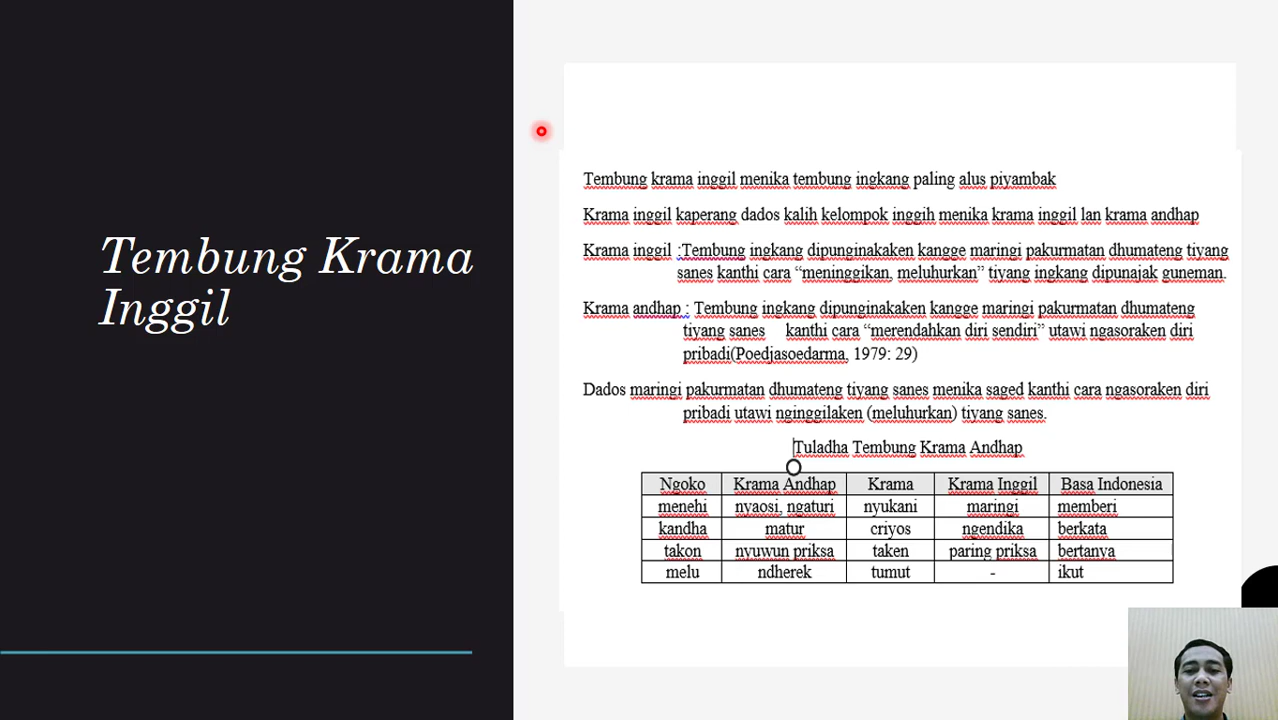 Tembung Krama
Inggil
Tembung krama inggil menika tembung ingkang paling alus piyambak
Krama inggil kaperang dados kalih kelompok inggih menika krama inggil lan krama andhap
Krama inggil :Tembung ingkang dipunginakaken kangge maringi pakurmatan dhumateng tiyang
sanes kanthi cara “meninggikan, meluhurkan” tiyang ingkang dipunajak guneman.
Krama andhap : Tembung ingkang dipunginakaken kangge maringi pakurmatan dhumateng
tiyang sanes kanthi cara “merendahkan diri sendiri” utawi ngasoraken diri
pribadi(Poedjasoedarma, 1979: 29)
Dados maringi pakurmatan dhumateng tiyang sanes menika saged kanthi cara ngasoraken diri
pribadi utawi nginggilaken (meluhurkan) tiyang sanes.
Tuladha Tembung Krama Andhap
Ngoko Krama Andhap Krama Krama Inggil Basa Indonesia
menehi nyaosi, ngaturi nyukani maringi memberi
kandha matur criyos ngendika berkata
takon nyuwun priksa taken paring priksa bertanya
melu ndherek tumut - ikut